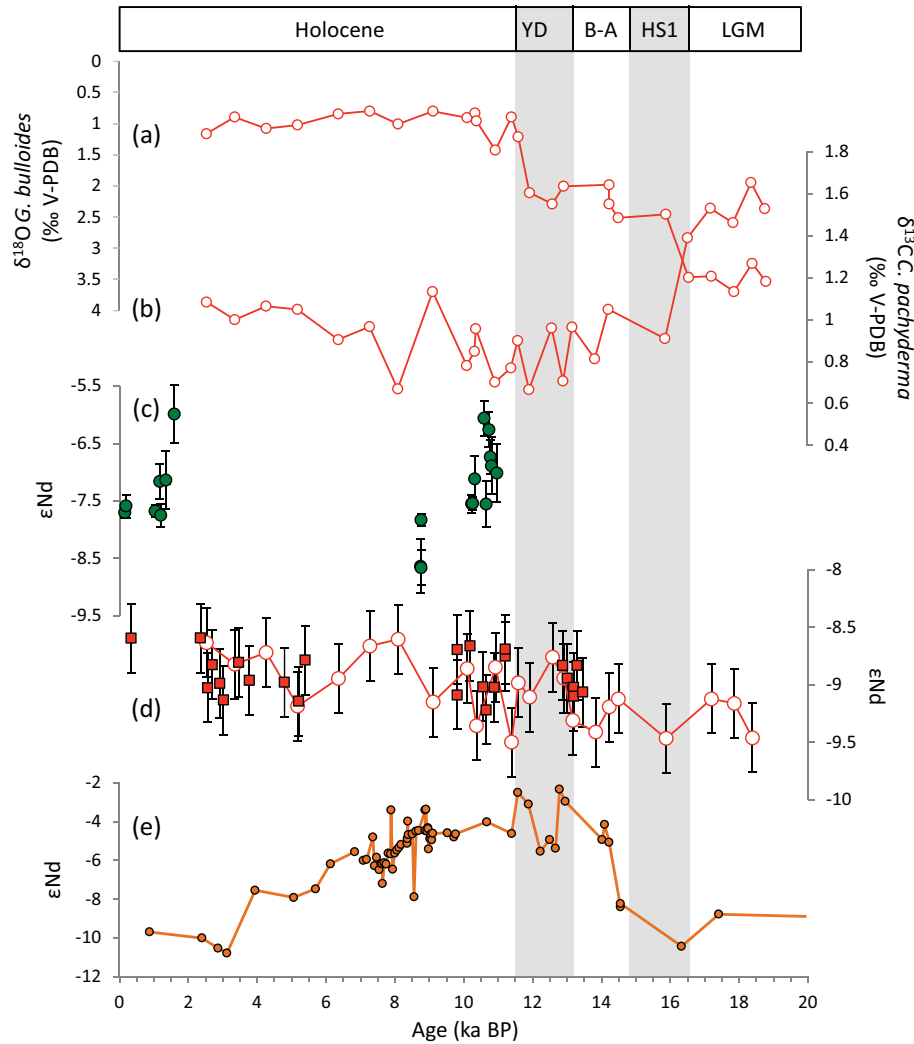 Holocene YD B-A HS1 LGM
0
0.5
1
1.5
2
2.5
3
3.5
4
δ18O G. bulloides
(‰ V-PDB)
(a)
(b)
1.8
1.6
1.4
1.2
1
0.8
0.6
0.4
δ13C C. pachyderma
(‰ V-PDB)
-5.5
-6.5
-7.5
-8.5
-9.5
εNd
(c)
-8
-8.5
-9
-9.5
-10
εNd
(d)
-2
-4
-6
-8
-10
-12
εNd
(e)
0 2 4 6 8 10 12 14 16 18 20
Age (ka BP)